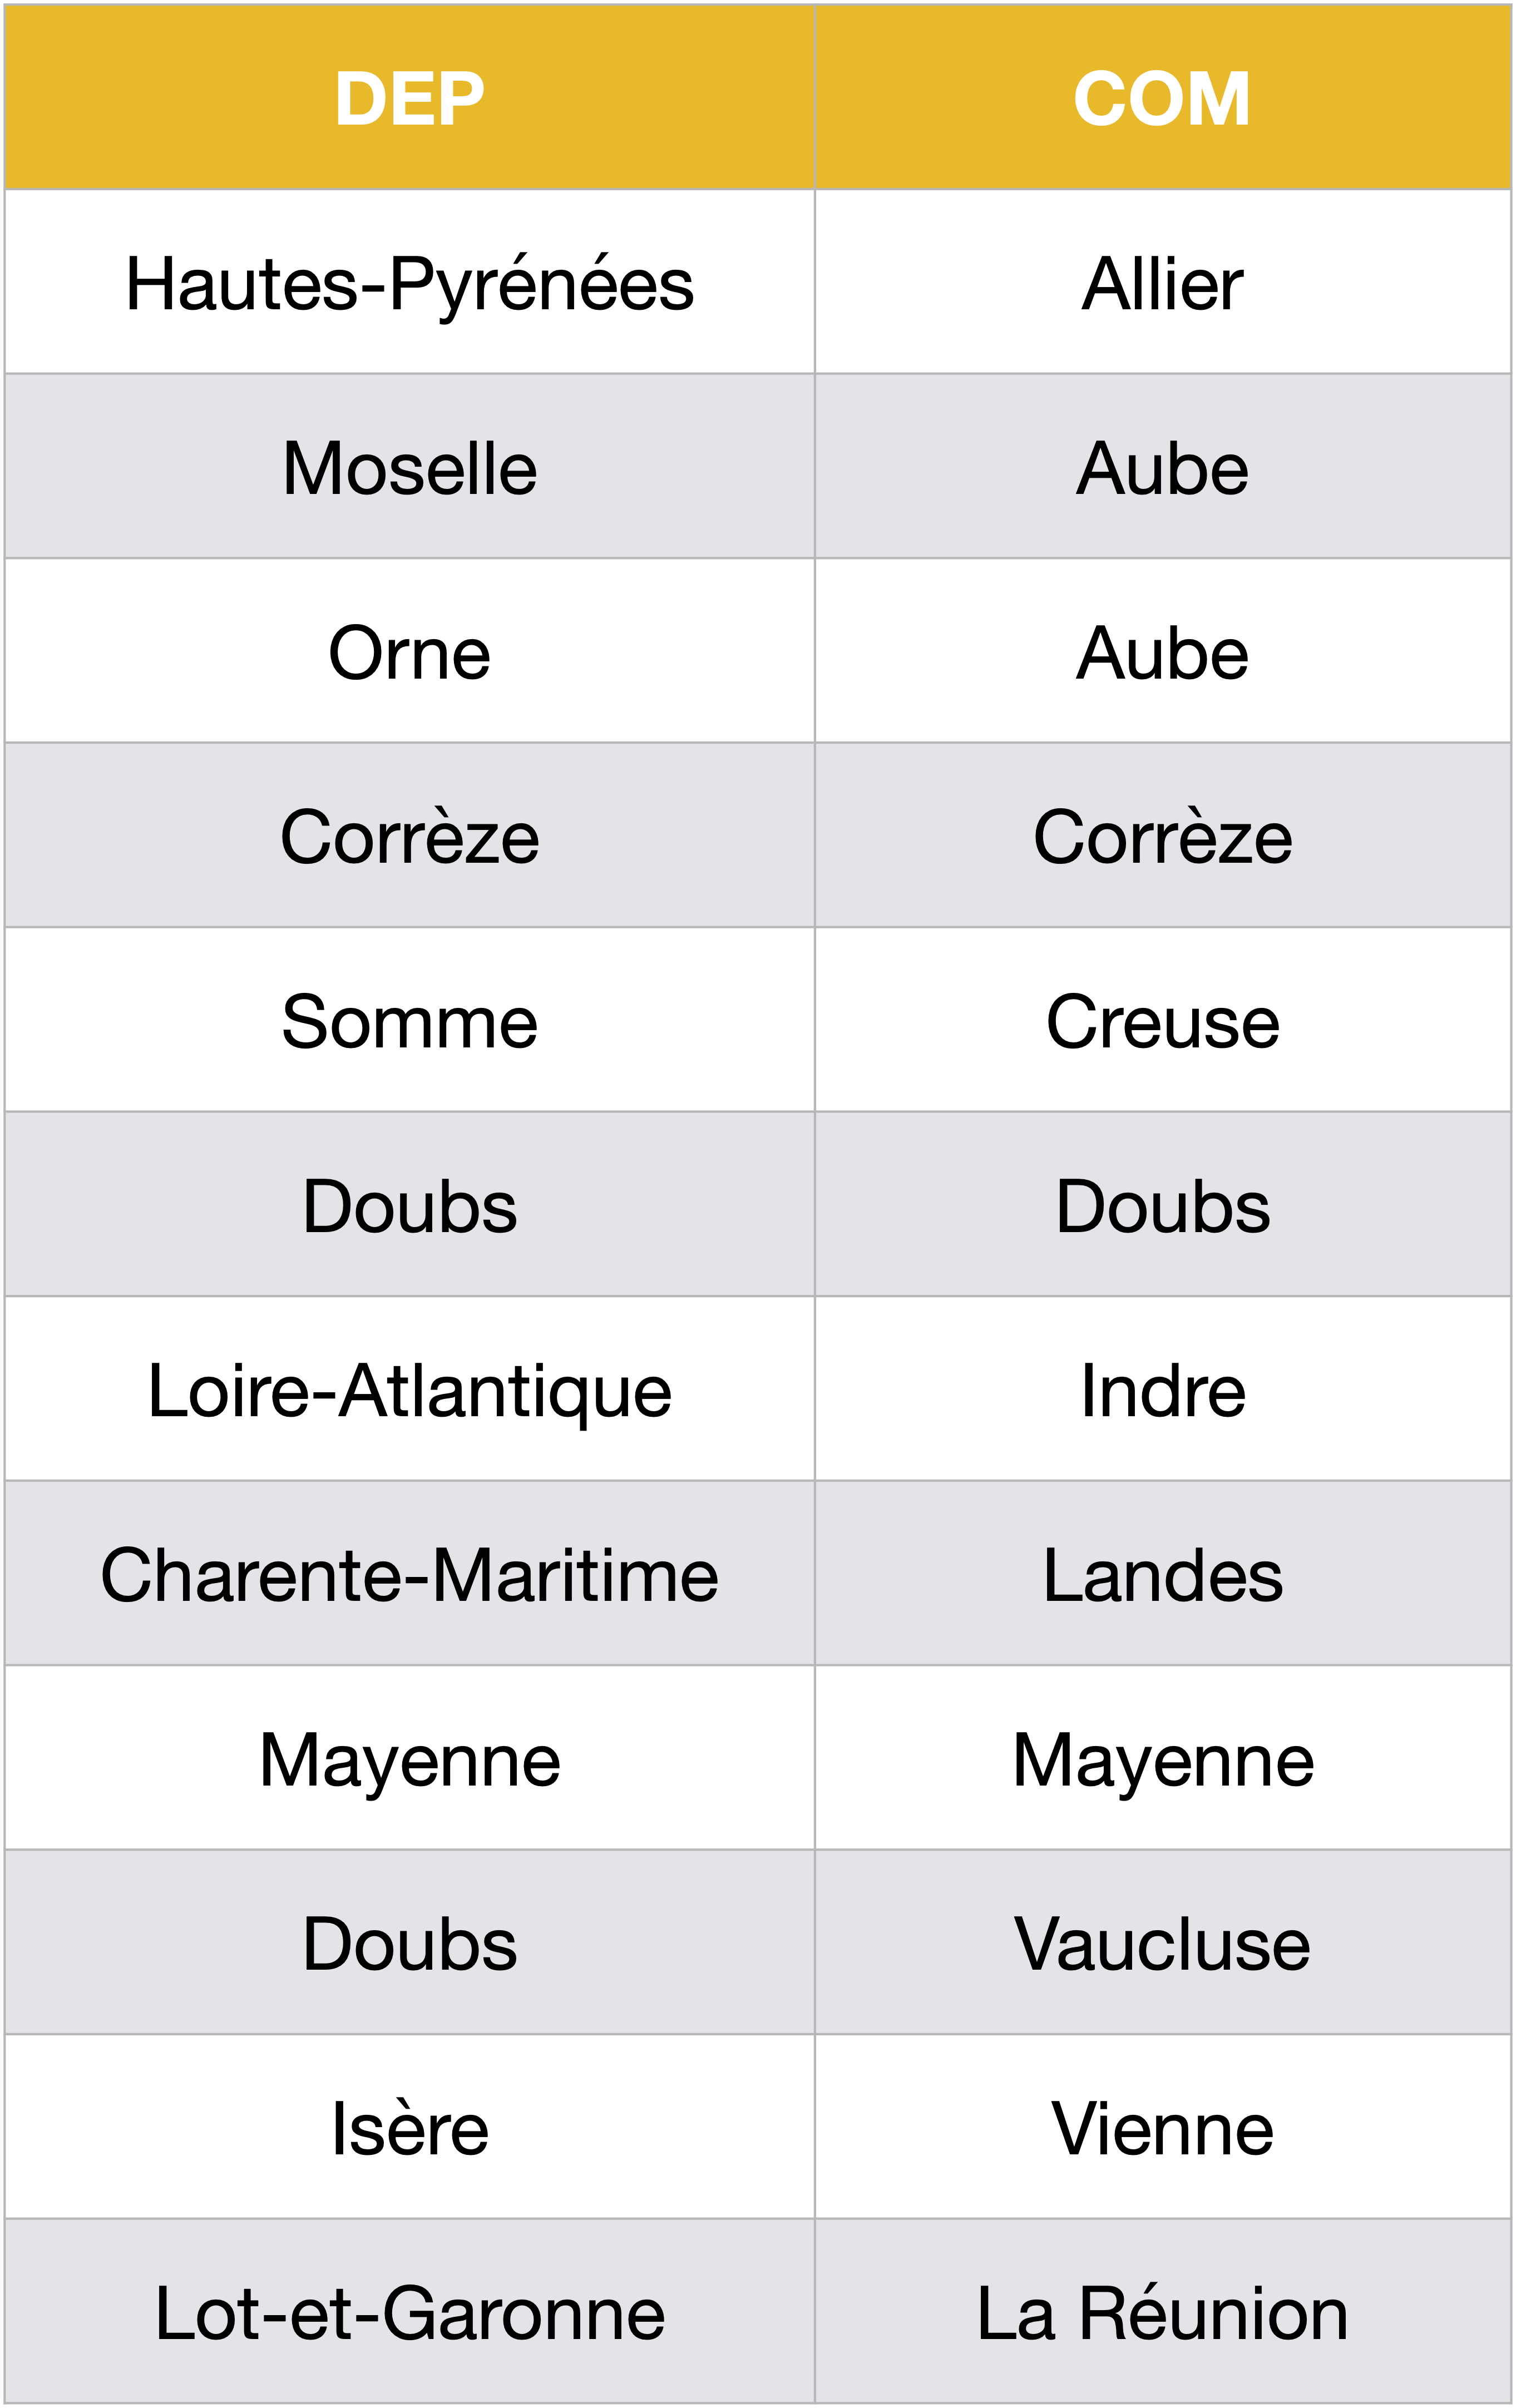 DEP COM
Hautes-Pyrénées Allier
Moselle Aube
Orne Aube
Corrèze Corrèze
Somme Creuse
Doubs Doubs
Loire-Atlantique Indre
Charente-Maritime Landes
Mayenne Mayenne
Doubs Vaucluse
Isère Vienne
Lot-et-Garonne La Réunion